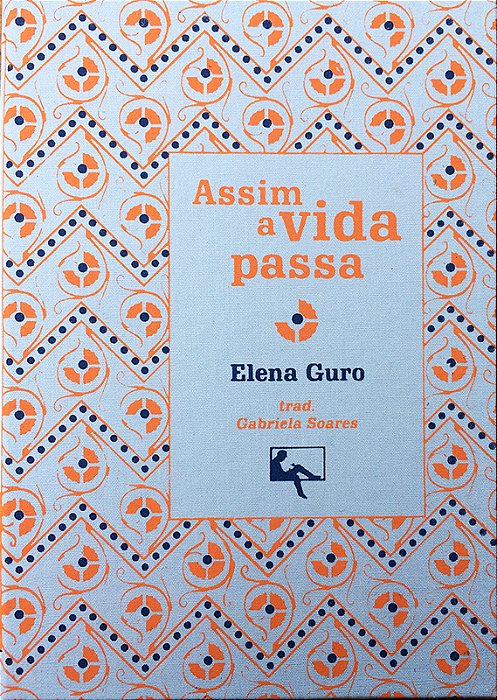 Assim
a vida
passa
Elena Guro
trad.
Gabriela Soares